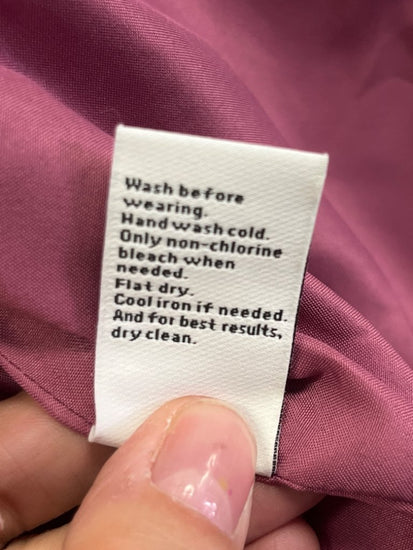 Wash before
wearing.
Hand wash cold.
Only non-chlorine
bleach when
needed.
Flat dry.
Cool iron if needed.
And for best results,
dry clean.